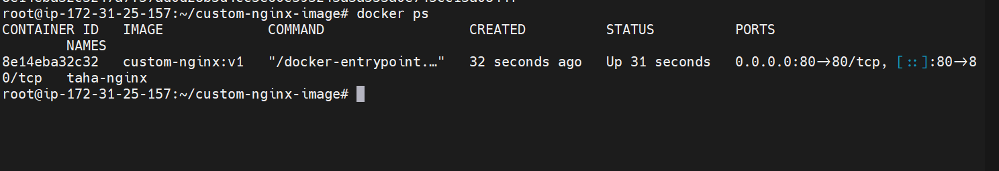 root@ip-172-31-25-157:~/custom-nginx-image# docker ps
CONTAINER ID   IMAGE             COMMAND                  CREATED          STATUS          PORTS
        NAMES
8e14eba32c32   custom-nginx:v1   "/docker-entrypoint.…"   32 seconds ago   Up 31 seconds   0.0.0.0:80->80/tcp, [::]:80->8
0/tcp   taha-nginx
root@ip-172-31-25-157:~/custom-nginx-image#